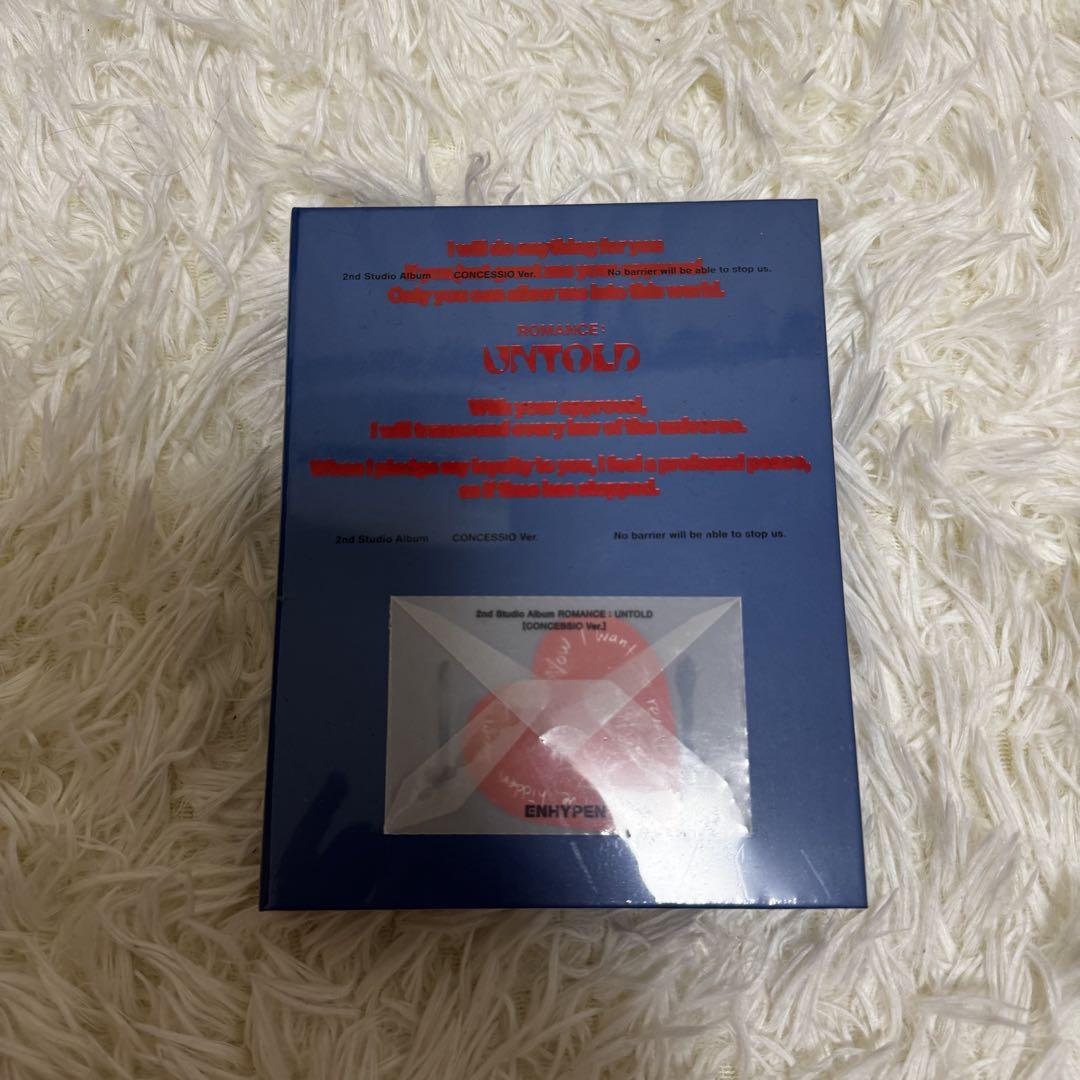 I will do anything for you
2nd Studio Album CONCESSIO Ver. No barrier will be able to stop us.
Only you can allow me into this world.
ROMANCE :
UNTOLD
With your approval,
I will transcend every law of the universe.
When I pledge my loyalty to you, I feel a profound peace,
as if time has stopped.
2nd Studio Album CONCESSIO Ver. No barrier will be able to stop us.
2nd Studio Album ROMANCE : UNTOLD
[CONCESSIO Ver.]
Now I want
hidden
ENHYPEN